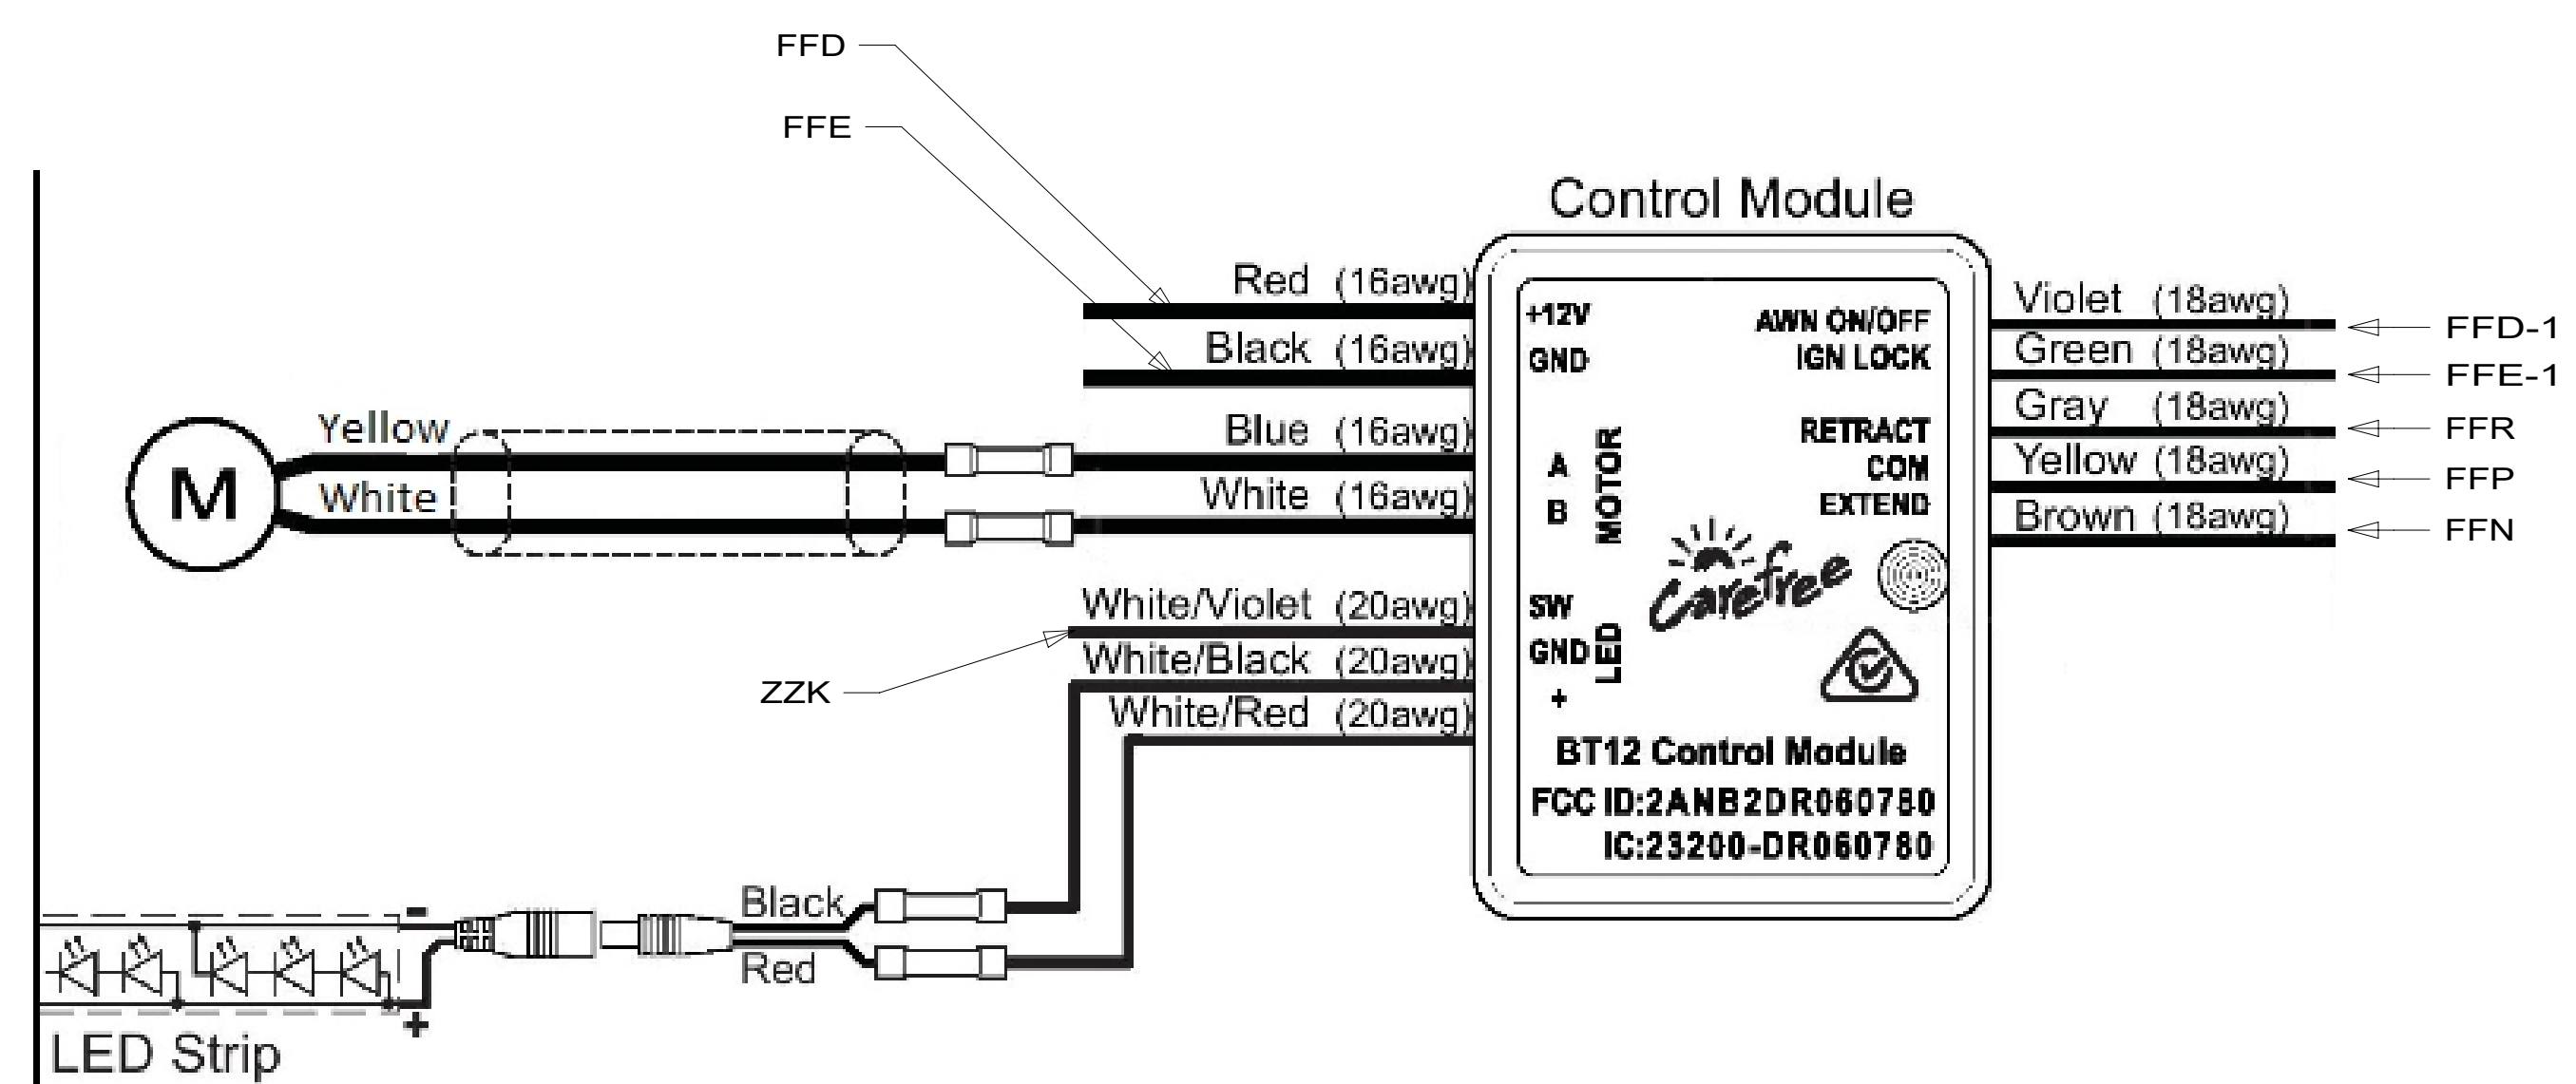 FFD
FFE
Control Module
Red (16awg)
Black (16awg)
Blue (16awg)
White (16awg)
White/Violet (20awg)
White/Black (20awg)
White/Red (20awg)
ZZK
Yellow
White
M
+12V
GND
A
B
MOTOR
SW
GND
+
LED
AWN ON/OFF
IGN LOCK
RETRACT
COM
EXTEND
Carefree
BT12 Control Module
FCC ID:2ANB2DR060780
IC:23200-DR060780
Violet (18awg)
Green (18awg)
Gray (18awg)
Yellow (18awg)
Brown (18awg)
FFD-1
FFE-1
FFR
FFP
FFN
Black
Red
-
+
LED Strip